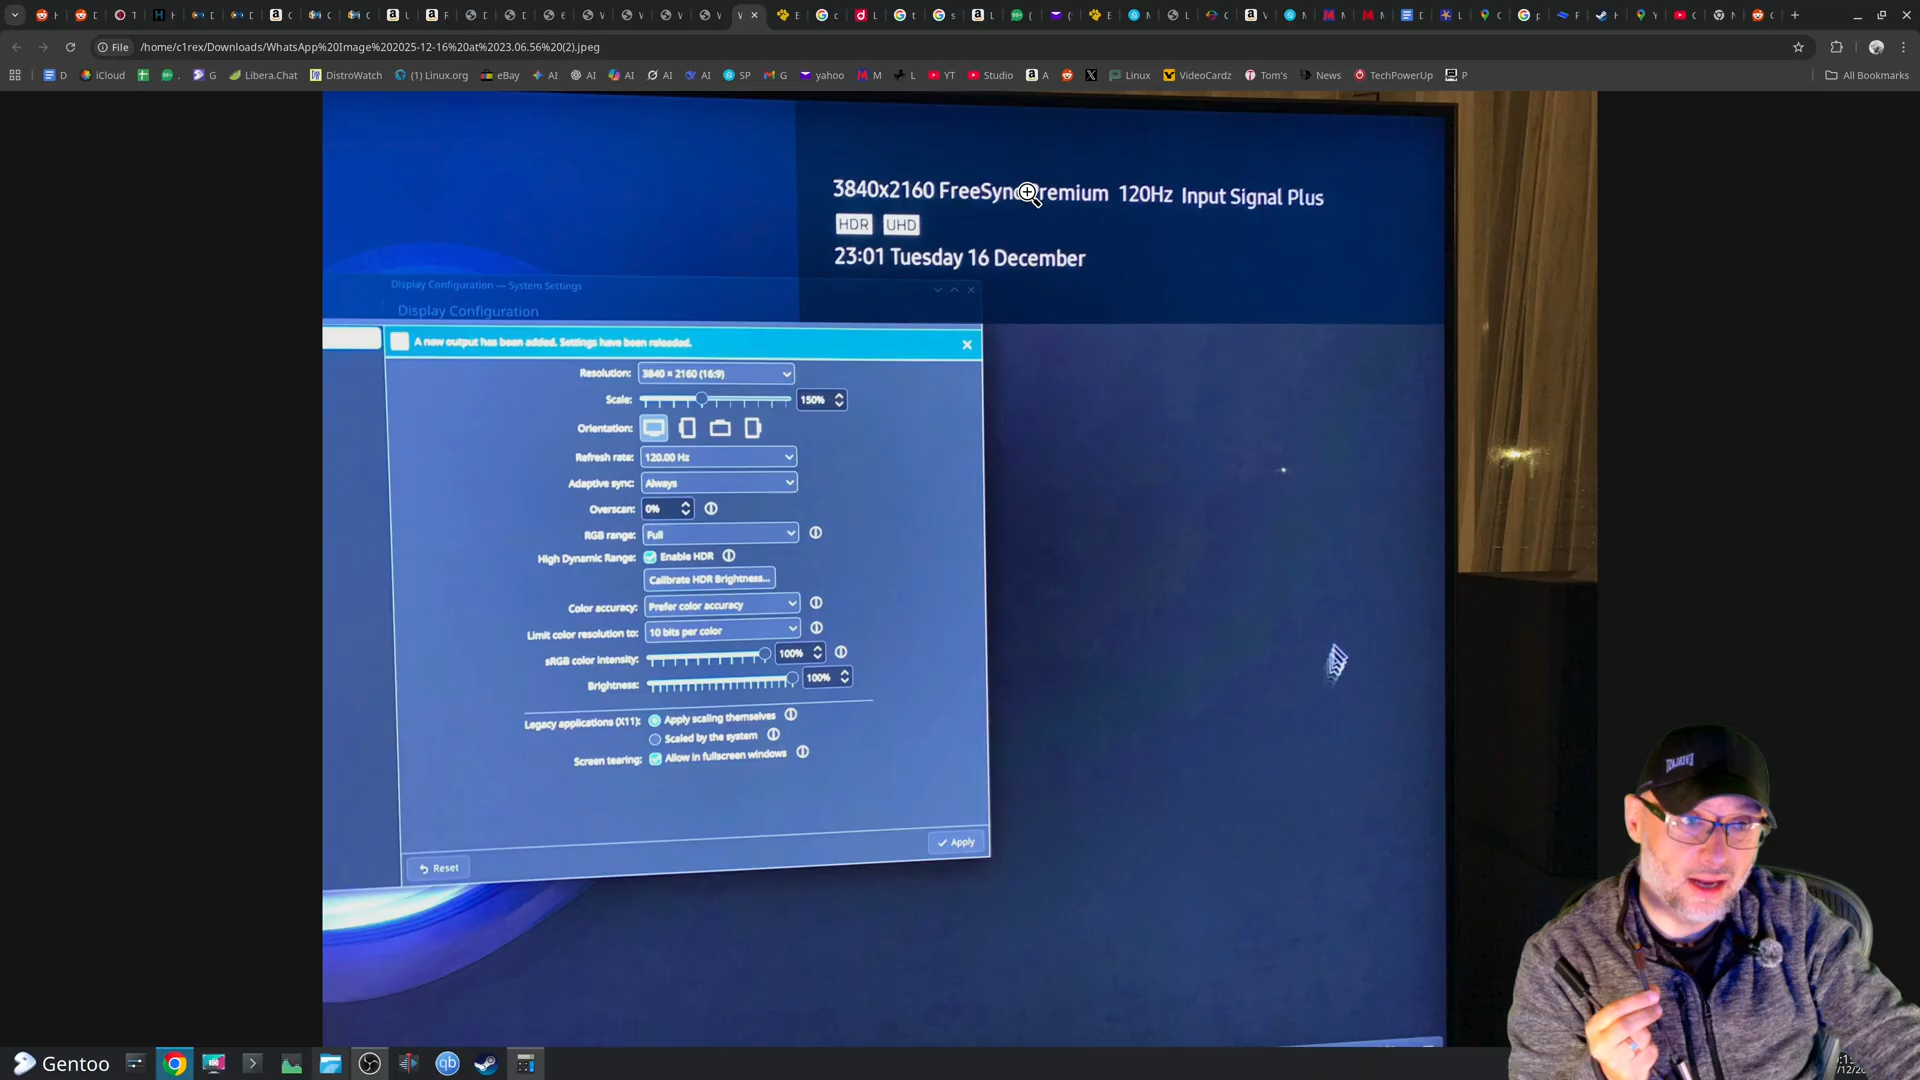 File /home/c1rex/Downloads/WhatsApp%20Image%202025-12-16%20at%2023.06.56%20(2).jpeg
D iCloud G Libera.Chat DistroWatch (1) Linux.org eBay AI AI AI AI AI SP G yahoo M L YT Studio A Linux VideoCardz Tom's News TechPowerUp P All Bookmarks
3840x2160 FreeSync Premium 120Hz Input Signal Plus
HDR UHD
23:01 Tuesday 16 December
Display Configuration — System Settings
Display Configuration
A new output has been added. Settings have been reloaded.
Resolution: 3840 × 2160 (16:9)
Scale: 150%
Orientation:
Refresh rate: 120.00 Hz
Adaptive sync: Always
Overscan: 0%
RGB range: Full
High Dynamic Range: Enable HDR
Calibrate HDR Brightness...
Color accuracy: Prefer color accuracy
Limit color resolution to: 10 bits per color
sRGB color intensity: 100%
Brightness: 100%
Legacy applications (X11): Apply scaling themselves
Scaled by the system
Screen tearing: Allow in fullscreen windows
Apply
Reset
Gentoo